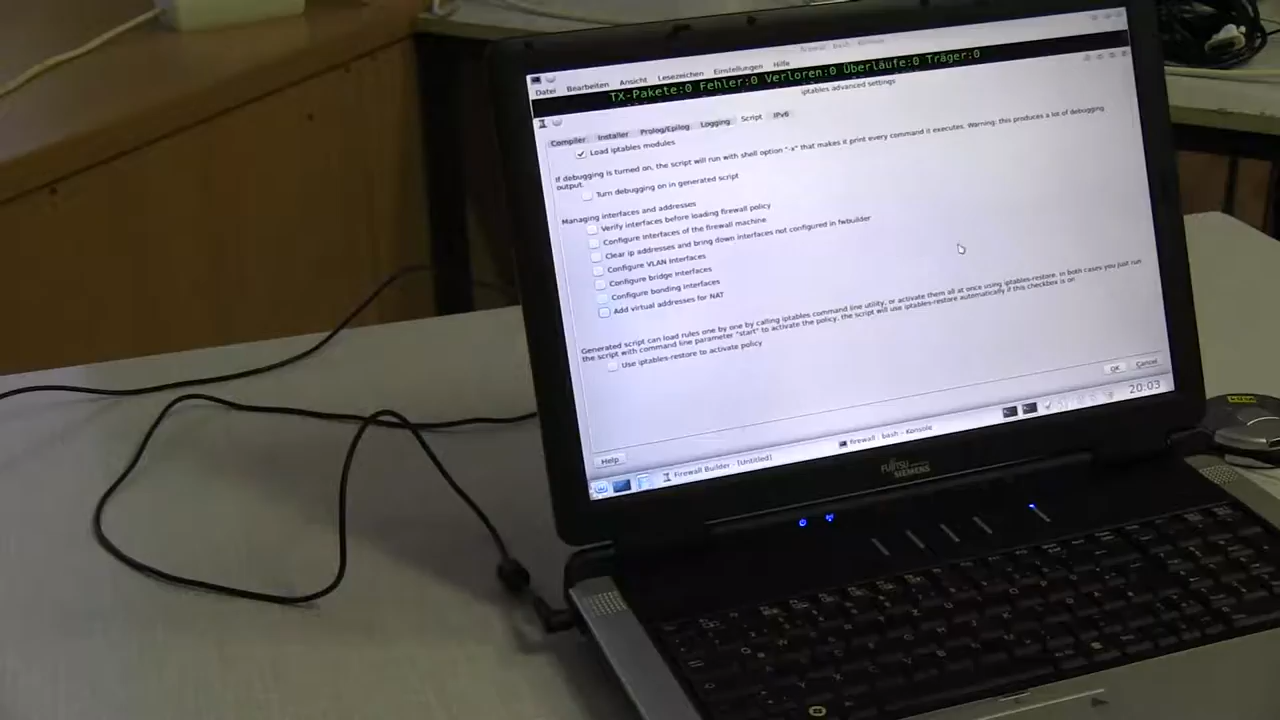 firewall : bash - Konsole
Datei Bearbeiten Ansicht Lesezeichen Einstellungen Hilfe
TX-Pakete:0 Fehler:0 Verloren:0 Überläufe:0 Träger:0
iptables advanced settings
Compiler Installer Prolog/Epilog Logging Script IPv6
Load iptables modules
If debugging is turned on, the script will run with shell option "-x" that makes it print every command it executes. Warning: this produces a lot of debugging
output.
Turn debugging on in generated script
Managing interfaces and addresses
Verify interfaces before loading firewall policy
Configure interfaces of the firewall machine
Clear ip addresses and bring down interfaces not configured in fwbuilder
Configure VLAN interfaces
Configure bridge interfaces
Configure bonding interfaces
Add virtual addresses for NAT
Generated script can load rules one by one by calling iptables command line utility, or activate them all at once using iptables-restore. In both cases you just run
the script with command line parameter "start" to activate the policy, the script will use iptables-restore automatically if this checkbox is on
Use iptables-restore to activate policy
Help OK Cancel
Firewall Builder - [Untitled] firewall : bash - Konsole 20:03
FUJITSU
SIEMENS